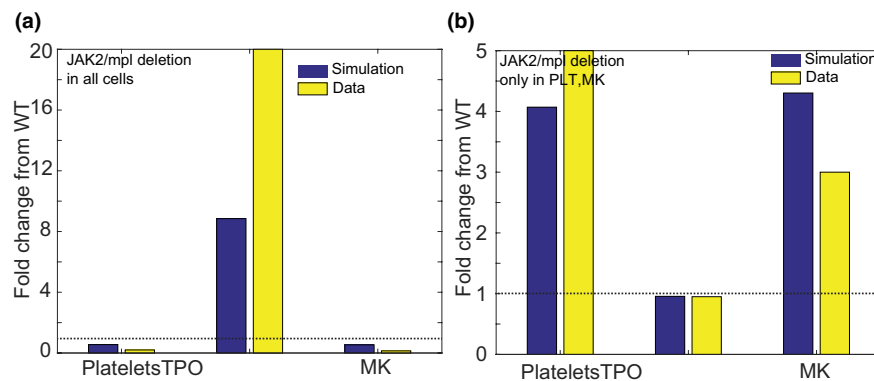 (a)
JAK2/mpl deletion
in all cells
Simulation
Data
Fold change from WT
20
16
12
8
4
0
PlateletsTPO
MK
(b)
JAK2/mpl deletion
only in PLT,MK
Simulation
Data
Fold change from WT
5
4
3
2
1
0
PlateletsTPO
MK